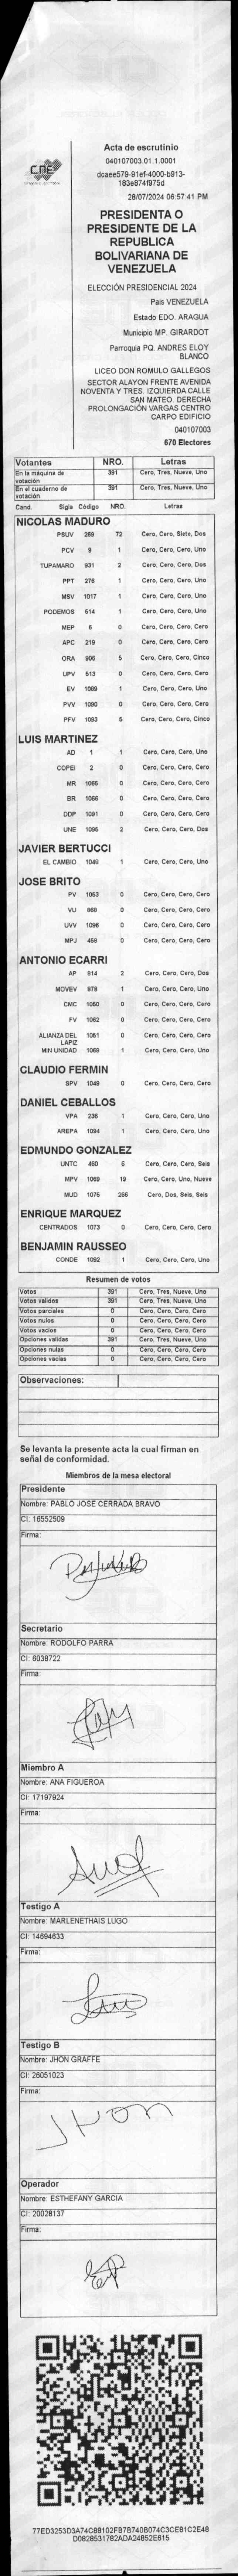 CNE
Acta de escrutinio
040107003.01.1.0001
dcaee579-91ef-4000-b913-
183e874f975d
28/07/2024 06:57:41 PM
PRESIDENTA O
PRESIDENTE DE LA
REPUBLICA
BOLIVARIANA DE
VENEZUELA
ELECCIÓN PRESIDENCIAL 2024
Pais VENEZUELA
Estado EDO. ARAGUA
Municipio MP. GIRARDOT
Parroquia PQ. ANDRES ELOY
BLANCO
LICEO DON ROMULO GALLEGOS
SECTOR ALAYON FRENTE AVENIDA
NOVENTA Y TRES. IZQUIERDA CALLE
SAN MATEO. DERECHA
PROLONGACIÓN VARGAS CENTRO
CARPO EDIFICIO
040107003
670 Electores
Votantes NRO. Letras
En la máquina de votación 391 Cero, Tres, Nueve, Uno
En el cuaderno de votación 391 Cero, Tres, Nueve, Uno
Cand. Sigla Código NRO. Letras
NICOLAS MADURO
PSUV 269 72 Cero, Cero, Siete, Dos
PCV 9 1 Cero, Cero, Cero, Uno
TUPAMARO 931 2 Cero, Cero, Cero, Dos
PPT 276 1 Cero, Cero, Cero, Uno
MSV 1017 1 Cero, Cero, Cero, Uno
PODEMOS 514 1 Cero, Cero, Cero, Uno
MEP 6 0 Cero, Cero, Cero, Cero
APC 219 0 Cero, Cero, Cero, Cero
ORA 906 5 Cero, Cero, Cero, Cinco
UPV 513 0 Cero, Cero, Cero, Cero
EV 1099 1 Cero, Cero, Cero, Uno
PVV 1090 0 Cero, Cero, Cero, Cero
PFV 1093 5 Cero, Cero, Cero, Cinco
LUIS MARTINEZ
AD 1 1 Cero, Cero, Cero, Uno
COPEI 2 0 Cero, Cero, Cero, Cero
MR 1065 0 Cero, Cero, Cero, Cero
BR 1066 0 Cero, Cero, Cero, Cero
DDP 1091 0 Cero, Cero, Cero, Cero
UNE 1095 2 Cero, Cero, Cero, Dos
JAVIER BERTUCCI
EL CAMBIO 1049 1 Cero, Cero, Cero, Uno
JOSE BRITO
PV 1053 0 Cero, Cero, Cero, Cero
VU 969 0 Cero, Cero, Cero, Cero
UVV 1096 0 Cero, Cero, Cero, Cero
MPJ 459 0 Cero, Cero, Cero, Cero
ANTONIO ECARRI
AP 914 2 Cero, Cero, Cero, Dos
MOVEV 978 1 Cero, Cero, Cero, Uno
CMC 1050 0 Cero, Cero, Cero, Cero
FV 1062 0 Cero, Cero, Cero, Cero
ALIANZA DEL LAPIZ 1051 0 Cero, Cero, Cero, Cero
MIN UNIDAD 1068 1 Cero, Cero, Cero, Uno
CLAUDIO FERMIN
SPV 1049 0 Cero, Cero, Cero, Cero
DANIEL CEBALLOS
VPA 236 1 Cero, Cero, Cero, Uno
AREPA 1094 1 Cero, Cero, Cero, Uno
EDMUNDO GONZALEZ
UNTC 460 6 Cero, Cero, Cero, Seis
MPV 1069 19 Cero, Cero, Uno, Nueve
MUD 1075 266 Cero, Dos, Seis, Seis
ENRIQUE MARQUEZ
CENTRADOS 1073 0 Cero, Cero, Cero, Cero
BENJAMIN RAUSSEO
CONDE 1092 1 Cero, Cero, Cero, Uno
Resumen de votos
Votos 391 Cero, Tres, Nueve, Uno
Votos validos 391 Cero, Tres, Nueve, Uno
Votos parciales 0 Cero, Cero, Cero, Cero
Votos nulos 0 Cero, Cero, Cero, Cero
Votos vacios 0 Cero, Cero, Cero, Cero
Opciones validas 391 Cero, Tres, Nueve, Uno
Opciones nulas 0 Cero, Cero, Cero, Cero
Opciones vacias 0 Cero, Cero, Cero, Cero
Observaciones:
Se levanta la presente acta la cual firman en
señal de conformidad.
Miembros de la mesa electoral
Presidente
Nombre: PABLO JOSE CERRADA BRAVO
CI: 16552509
Firma:
Secretario
Nombre: RODOLFO PARRA
CI: 6038722
Firma:
Miembro A
Nombre: ANA FIGUEROA
CI: 17197924
Firma:
Testigo A
Nombre: MARLENETHAIS LUGO
CI: 14694633
Firma:
Testigo B
Nombre: JHON GRAFFE
CI: 26051023
Firma:
Jhon
Operador
Nombre: ESTHEFANY GARCIA
CI: 20028137
Firma:
77ED3253D3A74C88102FB7B740B074C3CE81C2E48
D0828531782ADA24852E615